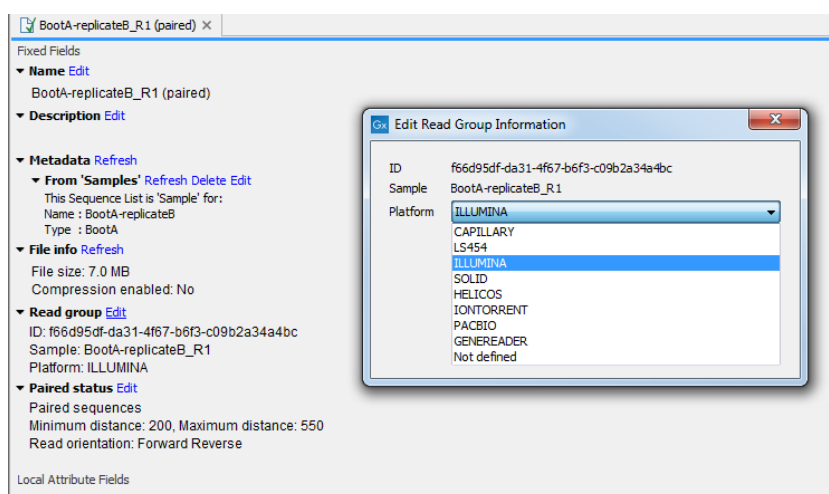 BootA-replicateB_R1 (paired)
Fixed Fields
Name Edit
BootA-replicateB_R1 (paired)
Description Edit
Metadata Refresh
From 'Samples' Refresh Delete Edit
This Sequence List is 'Sample' for:
Name : BootA-replicateB
Type : BootA
File info Refresh
File size: 7.0 MB
Compression enabled: No
Read group Edit
ID: f66d95df-da31-4f67-b6f3-c09b2a34a4bc
Sample: BootA-replicateB_R1
Platform: ILLUMINA
Paired status Edit
Paired sequences
Minimum distance: 200, Maximum distance: 550
Read orientation: Forward Reverse
Local Attribute Fields
Gx Edit Read Group Information
ID f66d95df-da31-4f67-b6f3-c09b2a34a4bc
Sample BootA-replicateB_R1
Platform ILLUMINA
CAPILLARY
LS454
ILLUMINA
SOLID
HELICOS
IONTORRENT
PACBIO
GENEREADER
Not defined